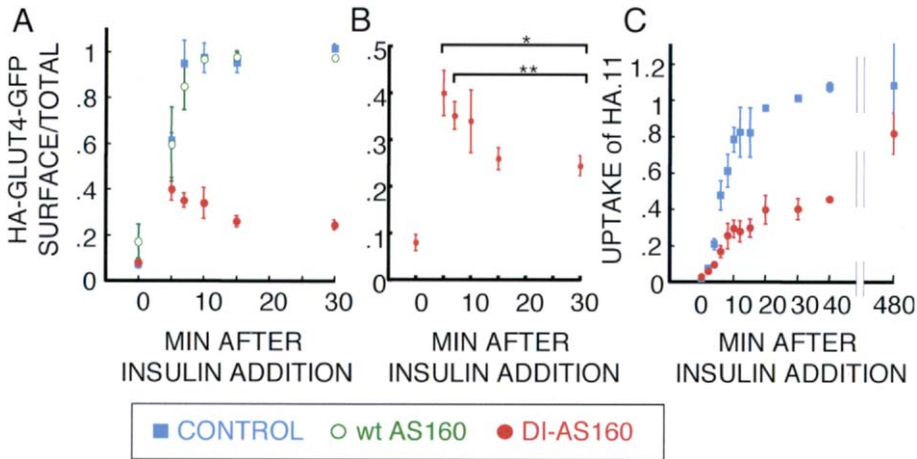 A
HA-GLUT4-GFP
SURFACE/TOTAL
1
.8
.6
.4
.2
0
0 10 20 30
MIN AFTER
INSULIN ADDITION
B
.5
.4
.3
.2
.1
0
*
**
0 10 20 30
MIN AFTER
INSULIN ADDITION
C
UPTAKE of HA.11
1.2
1
.8
.6
.4
.2
0
0 10 20 30 40 480
MIN AFTER
INSULIN ADDITION
CONTROL wt AS160 DI-AS160